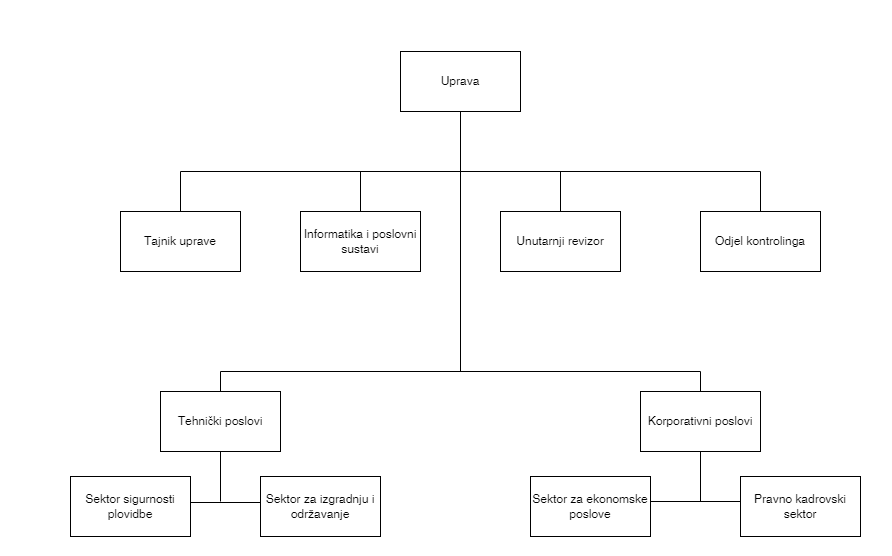 Uprava
Tajnik uprave
Informatika i poslovni
sustavi
Unutarnji revizor
Odjel kontrolinga
Tehnički poslovi
Korporativni poslovi
Sektor sigurnosti
plovidbe
Sektor za izgradnju i
održavanje
Sektor za ekonomske
poslove
Pravno kadrovski
sektor